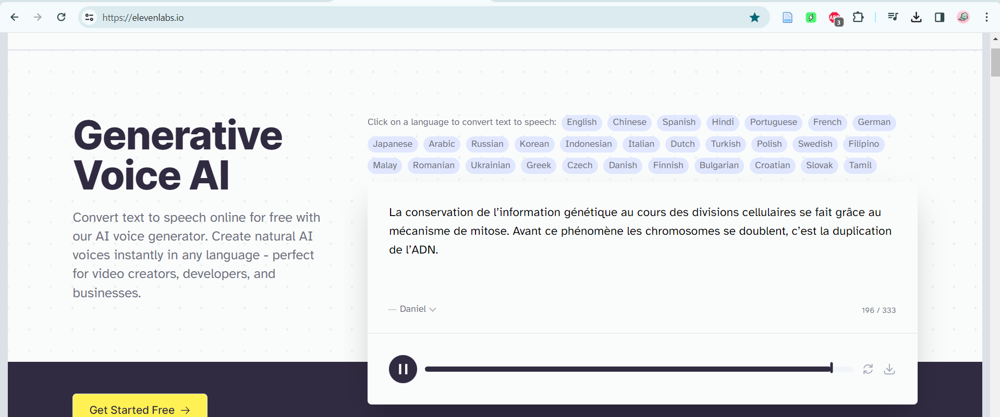 https://elevenlabs.io
ABP
3
Generative
Voice AI
Convert text to speech online for free with
our AI voice generator. Create natural AI
voices instantly in any language - perfect
for video creators, developers, and
businesses.
Click on a language to convert text to speech: English Chinese Spanish Hindi Portuguese French German
Japanese Arabic Russian Korean Indonesian Italian Dutch Turkish Polish Swedish Filipino
Malay Romanian Ukrainian Greek Czech Danish Finnish Bulgarian Croatian Slovak Tamil
La conservation de l’information génétique au cours des divisions cellulaires se fait grâce au
mécanisme de mitose. Avant ce phénomène les chromosomes se doublent, c’est la duplication
de l’ADN.
— Daniel
196 / 333
Get Started Free →